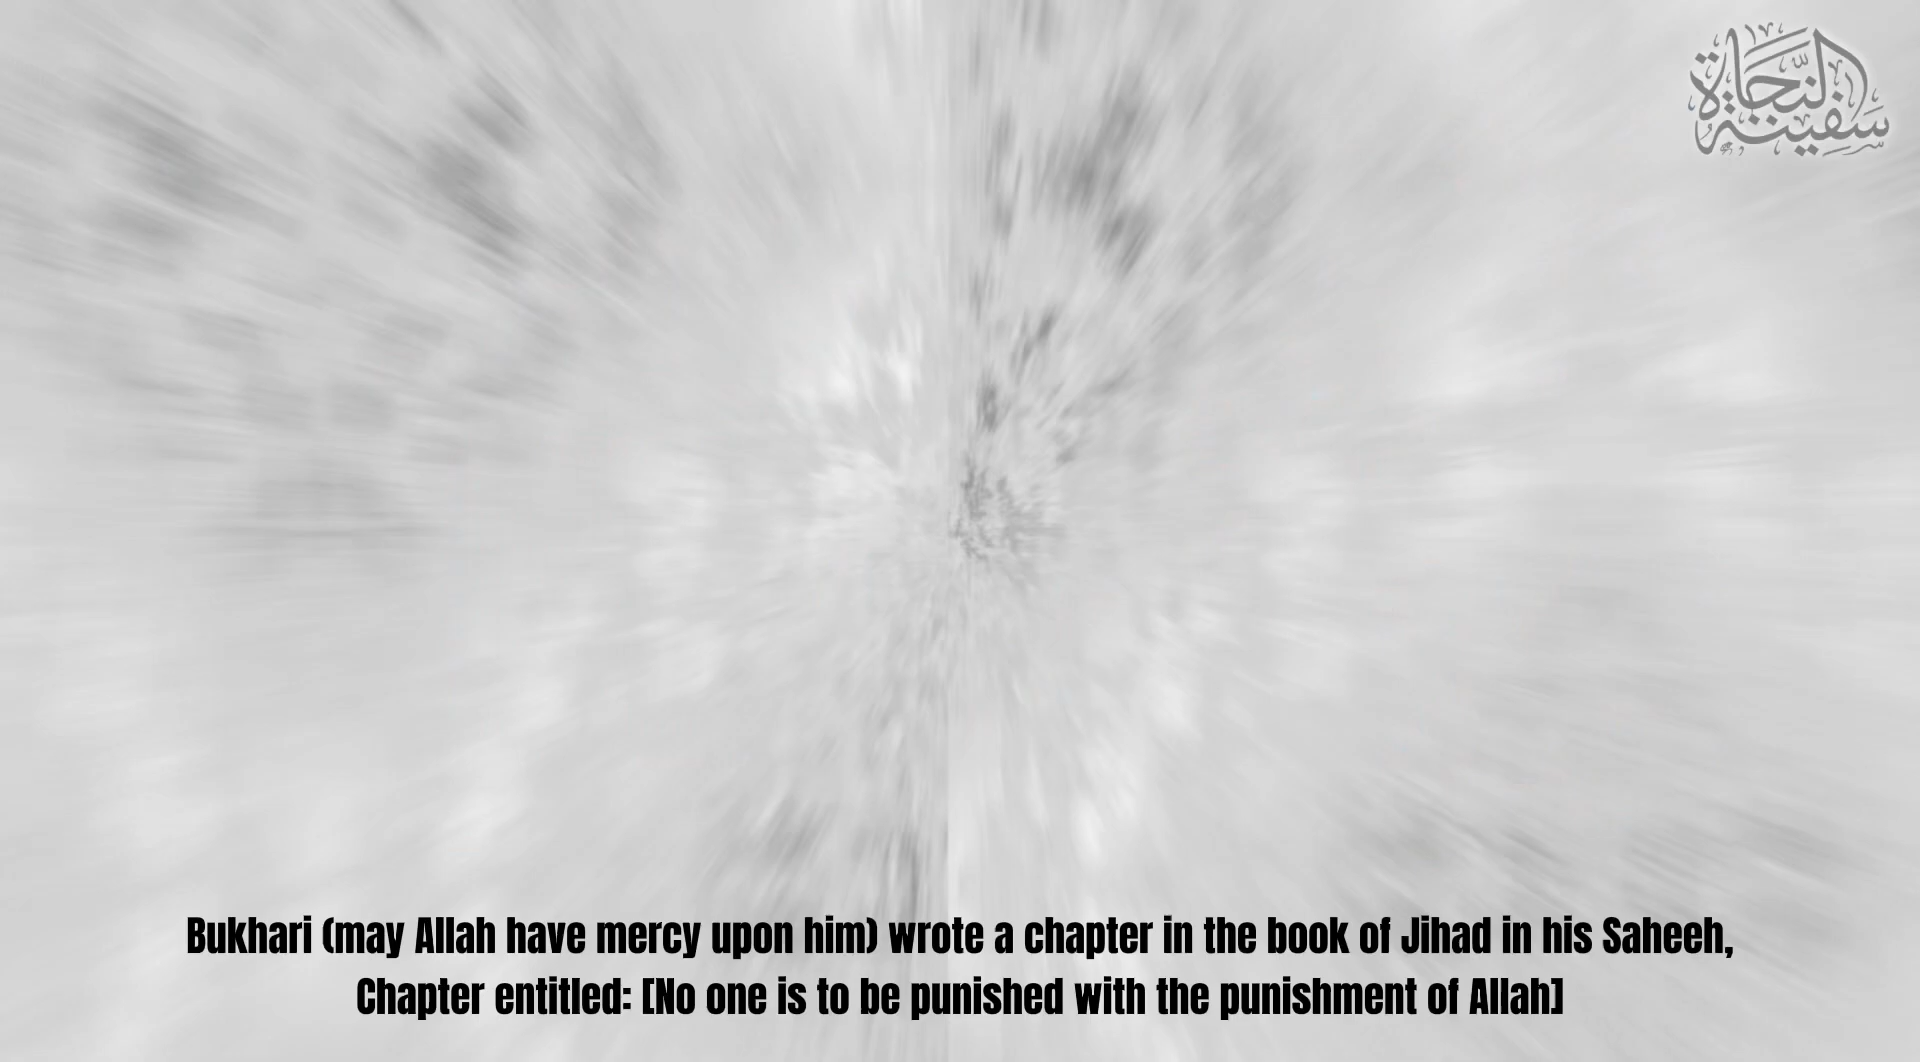 سفينة النجاة
Bukhari (may Allah have mercy upon him) wrote a chapter in the book of Jihad in his Saheeh,
Chapter entitled: [No one is to be punished with the punishment of Allah]